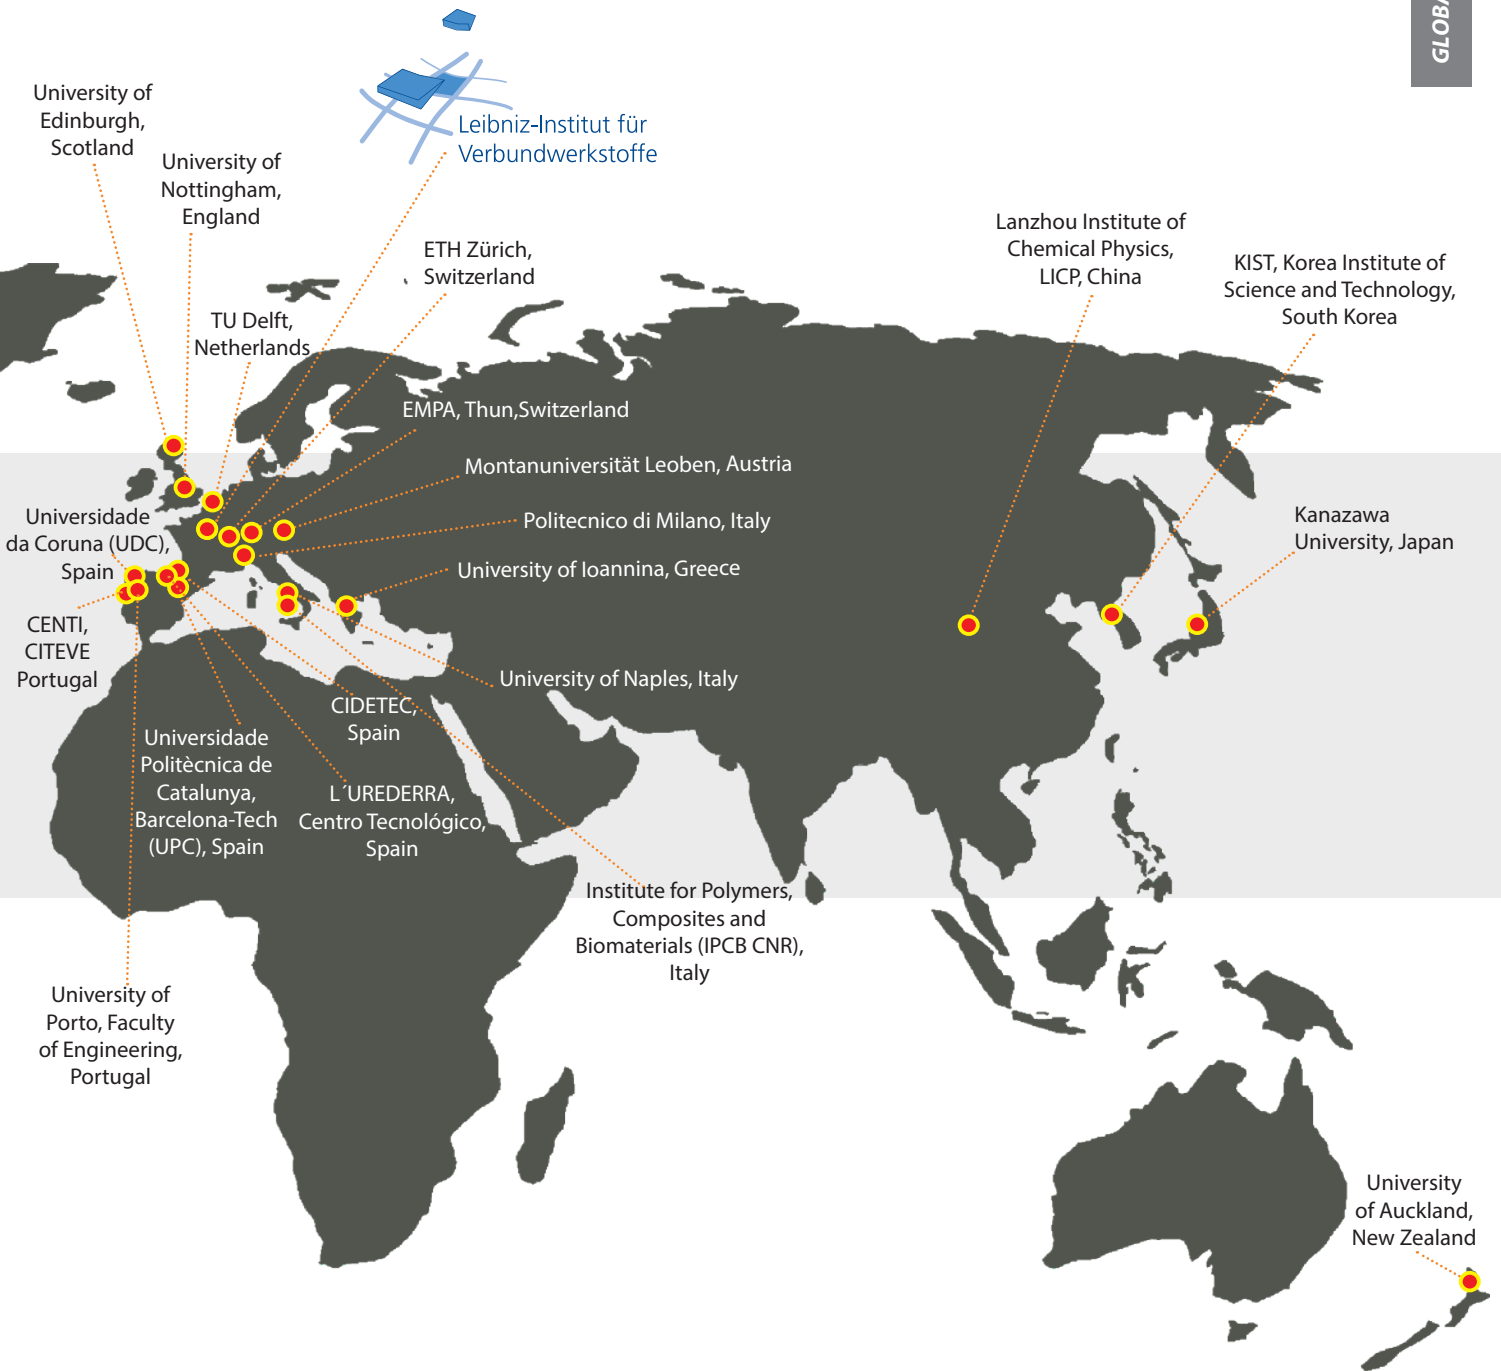 GLOBA
Leibniz-Institut für
Verbundwerkstoffe
University of
Edinburgh,
Scotland
University of
Nottingham,
England
ETH Zürich,
Switzerland
TU Delft,
Netherlands
Lanzhou Institute of
Chemical Physics,
LICP, China
KIST, Korea Institute of
Science and Technology,
South Korea
EMPA, Thun,Switzerland
Montanuniversität Leoben, Austria
Politecnico di Milano, Italy
University of Ioannina, Greece
Universidade
da Coruna (UDC),
Spain
Kanazawa
University, Japan
CENTI,
CITEVE
Portugal
University of Naples, Italy
CIDETEC,
Spain
Universidade
Politècnica de
Catalunya,
Barcelona-Tech
(UPC), Spain
L´UREDERRA,
Centro Tecnológico,
Spain
Institute for Polymers,
Composites and
Biomaterials (IPCB CNR),
Italy
University of
Porto, Faculty
of Engineering,
Portugal
University
of Auckland,
New Zealand